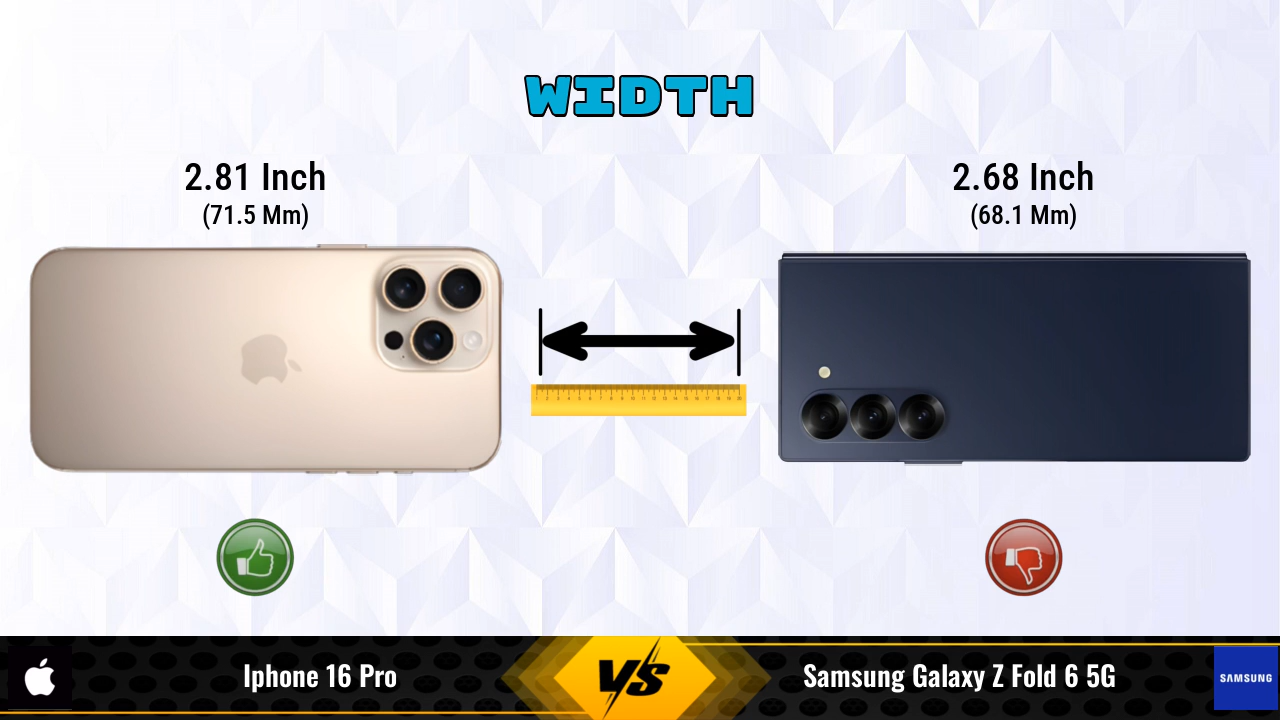 WIDTH
2.81 Inch
(71.5 Mm)
2.68 Inch
(68.1 Mm)
Iphone 16 Pro
VS
Samsung Galaxy Z Fold 6 5G
SAMSUNG